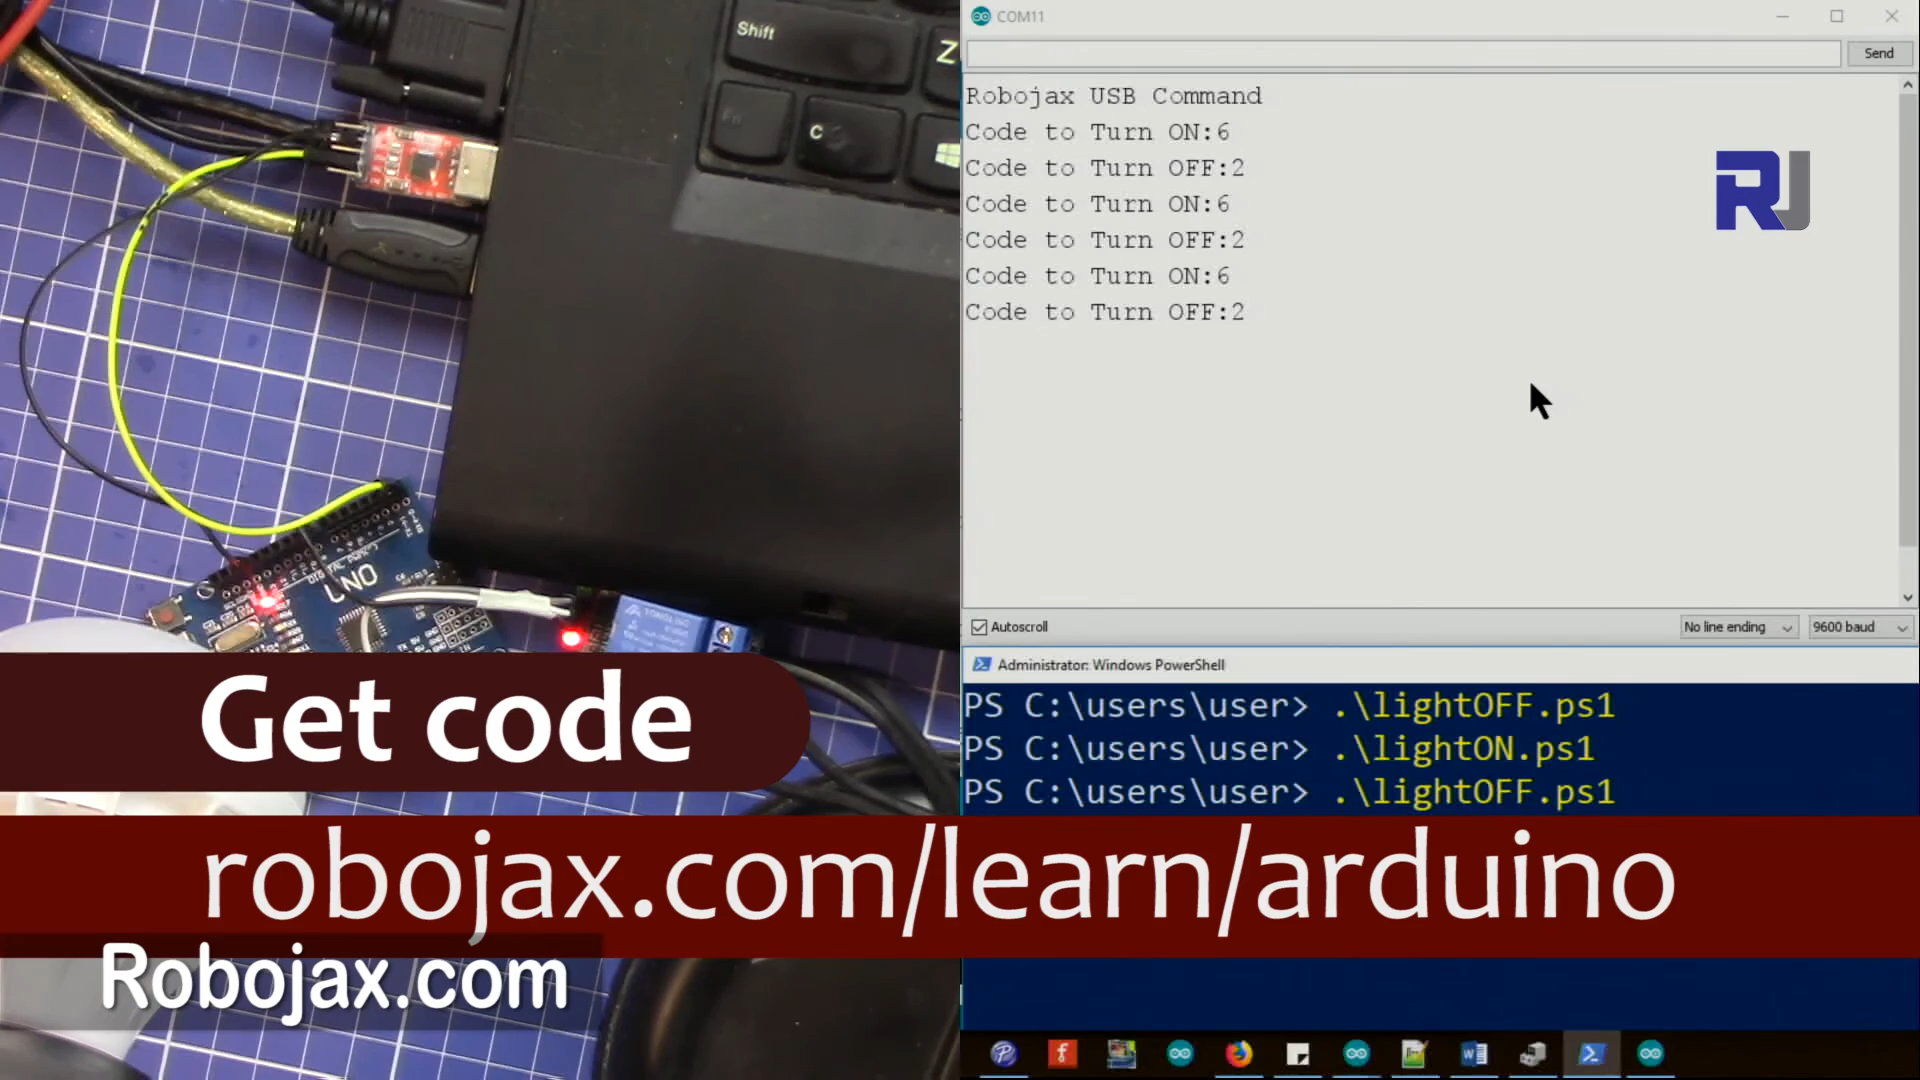 Shift
Z
Fn
C
UNO
COM11
Send
Robojax USB Command
Code to Turn ON:6
Code to Turn OFF:2
Code to Turn ON:6
Code to Turn OFF:2
Code to Turn ON:6
Code to Turn OFF:2
RJ
Autoscroll
No line ending
9600 baud
Administrator: Windows PowerShell
PS C:\users\user> .\lightOFF.ps1
PS C:\users\user> .\lightON.ps1
PS C:\users\user> .\lightOFF.ps1
Get code
robojax.com/learn/arduino
Robojax.com